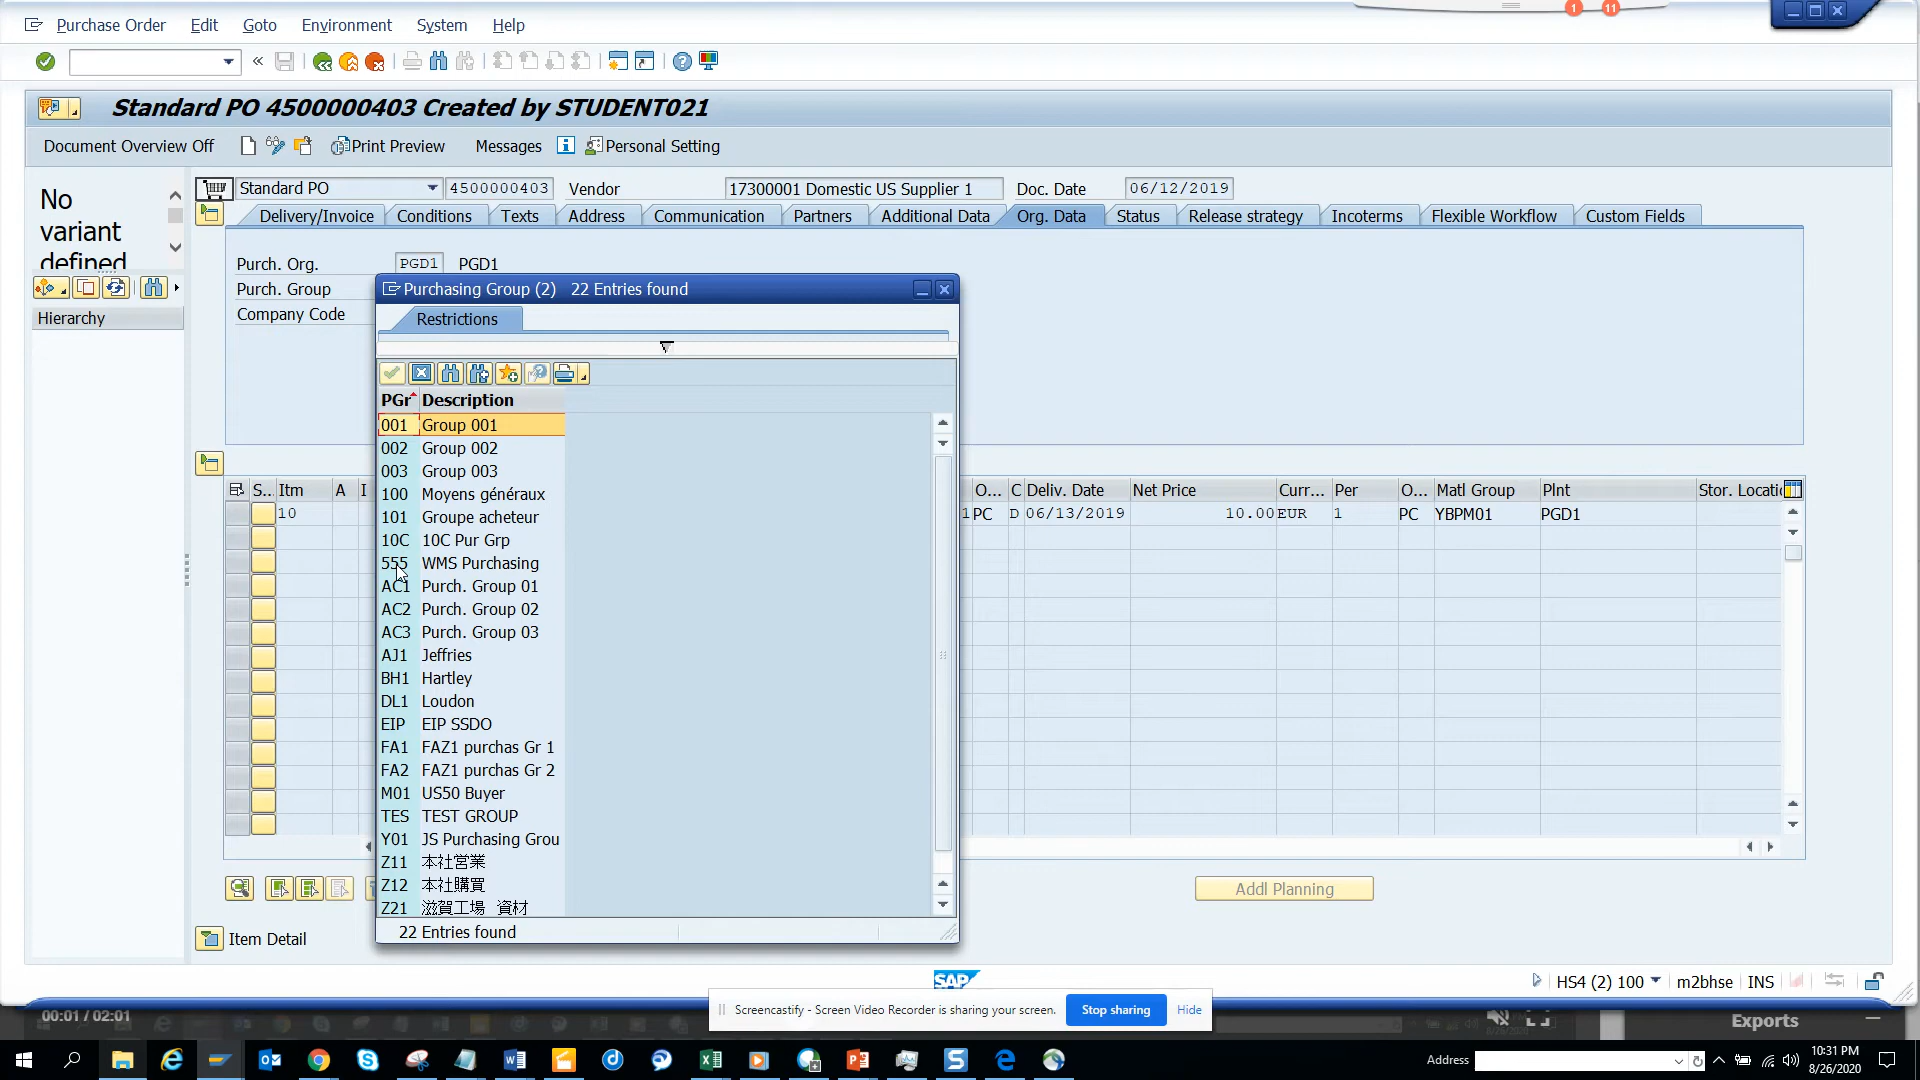 1 11
Purchase Order Edit Goto Environment System Help
Standard PO 4500000403 Created by STUDENT021
Document Overview Off Print Preview Messages Personal Setting
No variant defined
Standard PO 4500000403 Vendor 17300001 Domestic US Supplier 1 Doc. Date 06/12/2019
Delivery/Invoice Conditions Texts Address Communication Partners Additional Data Org. Data Status Release strategy Incoterms Flexible Workflow Custom Fields
Purch. Org. PGD1 PGD1
Purch. Group
Company Code
Hierarchy
Purchasing Group (2) 22 Entries found
Restrictions
PGr Description
001 Group 001
002 Group 002
003 Group 003
100 Moyens généraux
101 Groupe acheteur
10C 10C Pur Grp
555 WMS Purchasing
AC1 Purch. Group 01
AC2 Purch. Group 02
AC3 Purch. Group 03
AJ1 Jeffries
BH1 Hartley
DL1 Loudon
EIP EIP SSDO
FA1 FAZ1 purchas Gr 1
FA2 FAZ1 purchas Gr 2
M01 US50 Buyer
TES TEST GROUP
Y01 JS Purchasing Grou
Z11 本社営業
Z12 本社購買
Z21 滋賀工場 資材
22 Entries found
S... Itm A I O... C Deliv. Date Net Price Curr... Per O... Matl Group Plnt Stor. Locatic
10 1 PC D 06/13/2019 10.00 EUR 1 PC YBPM01 PGD1
Addl Planning
Item Detail
SAP
HS4 (2) 100 m2bhse INS
Screencastify - Screen Video Recorder is sharing your screen. Stop sharing Hide
00:01 / 02:01
Exports
Address
10:31 PM
8/26/2020